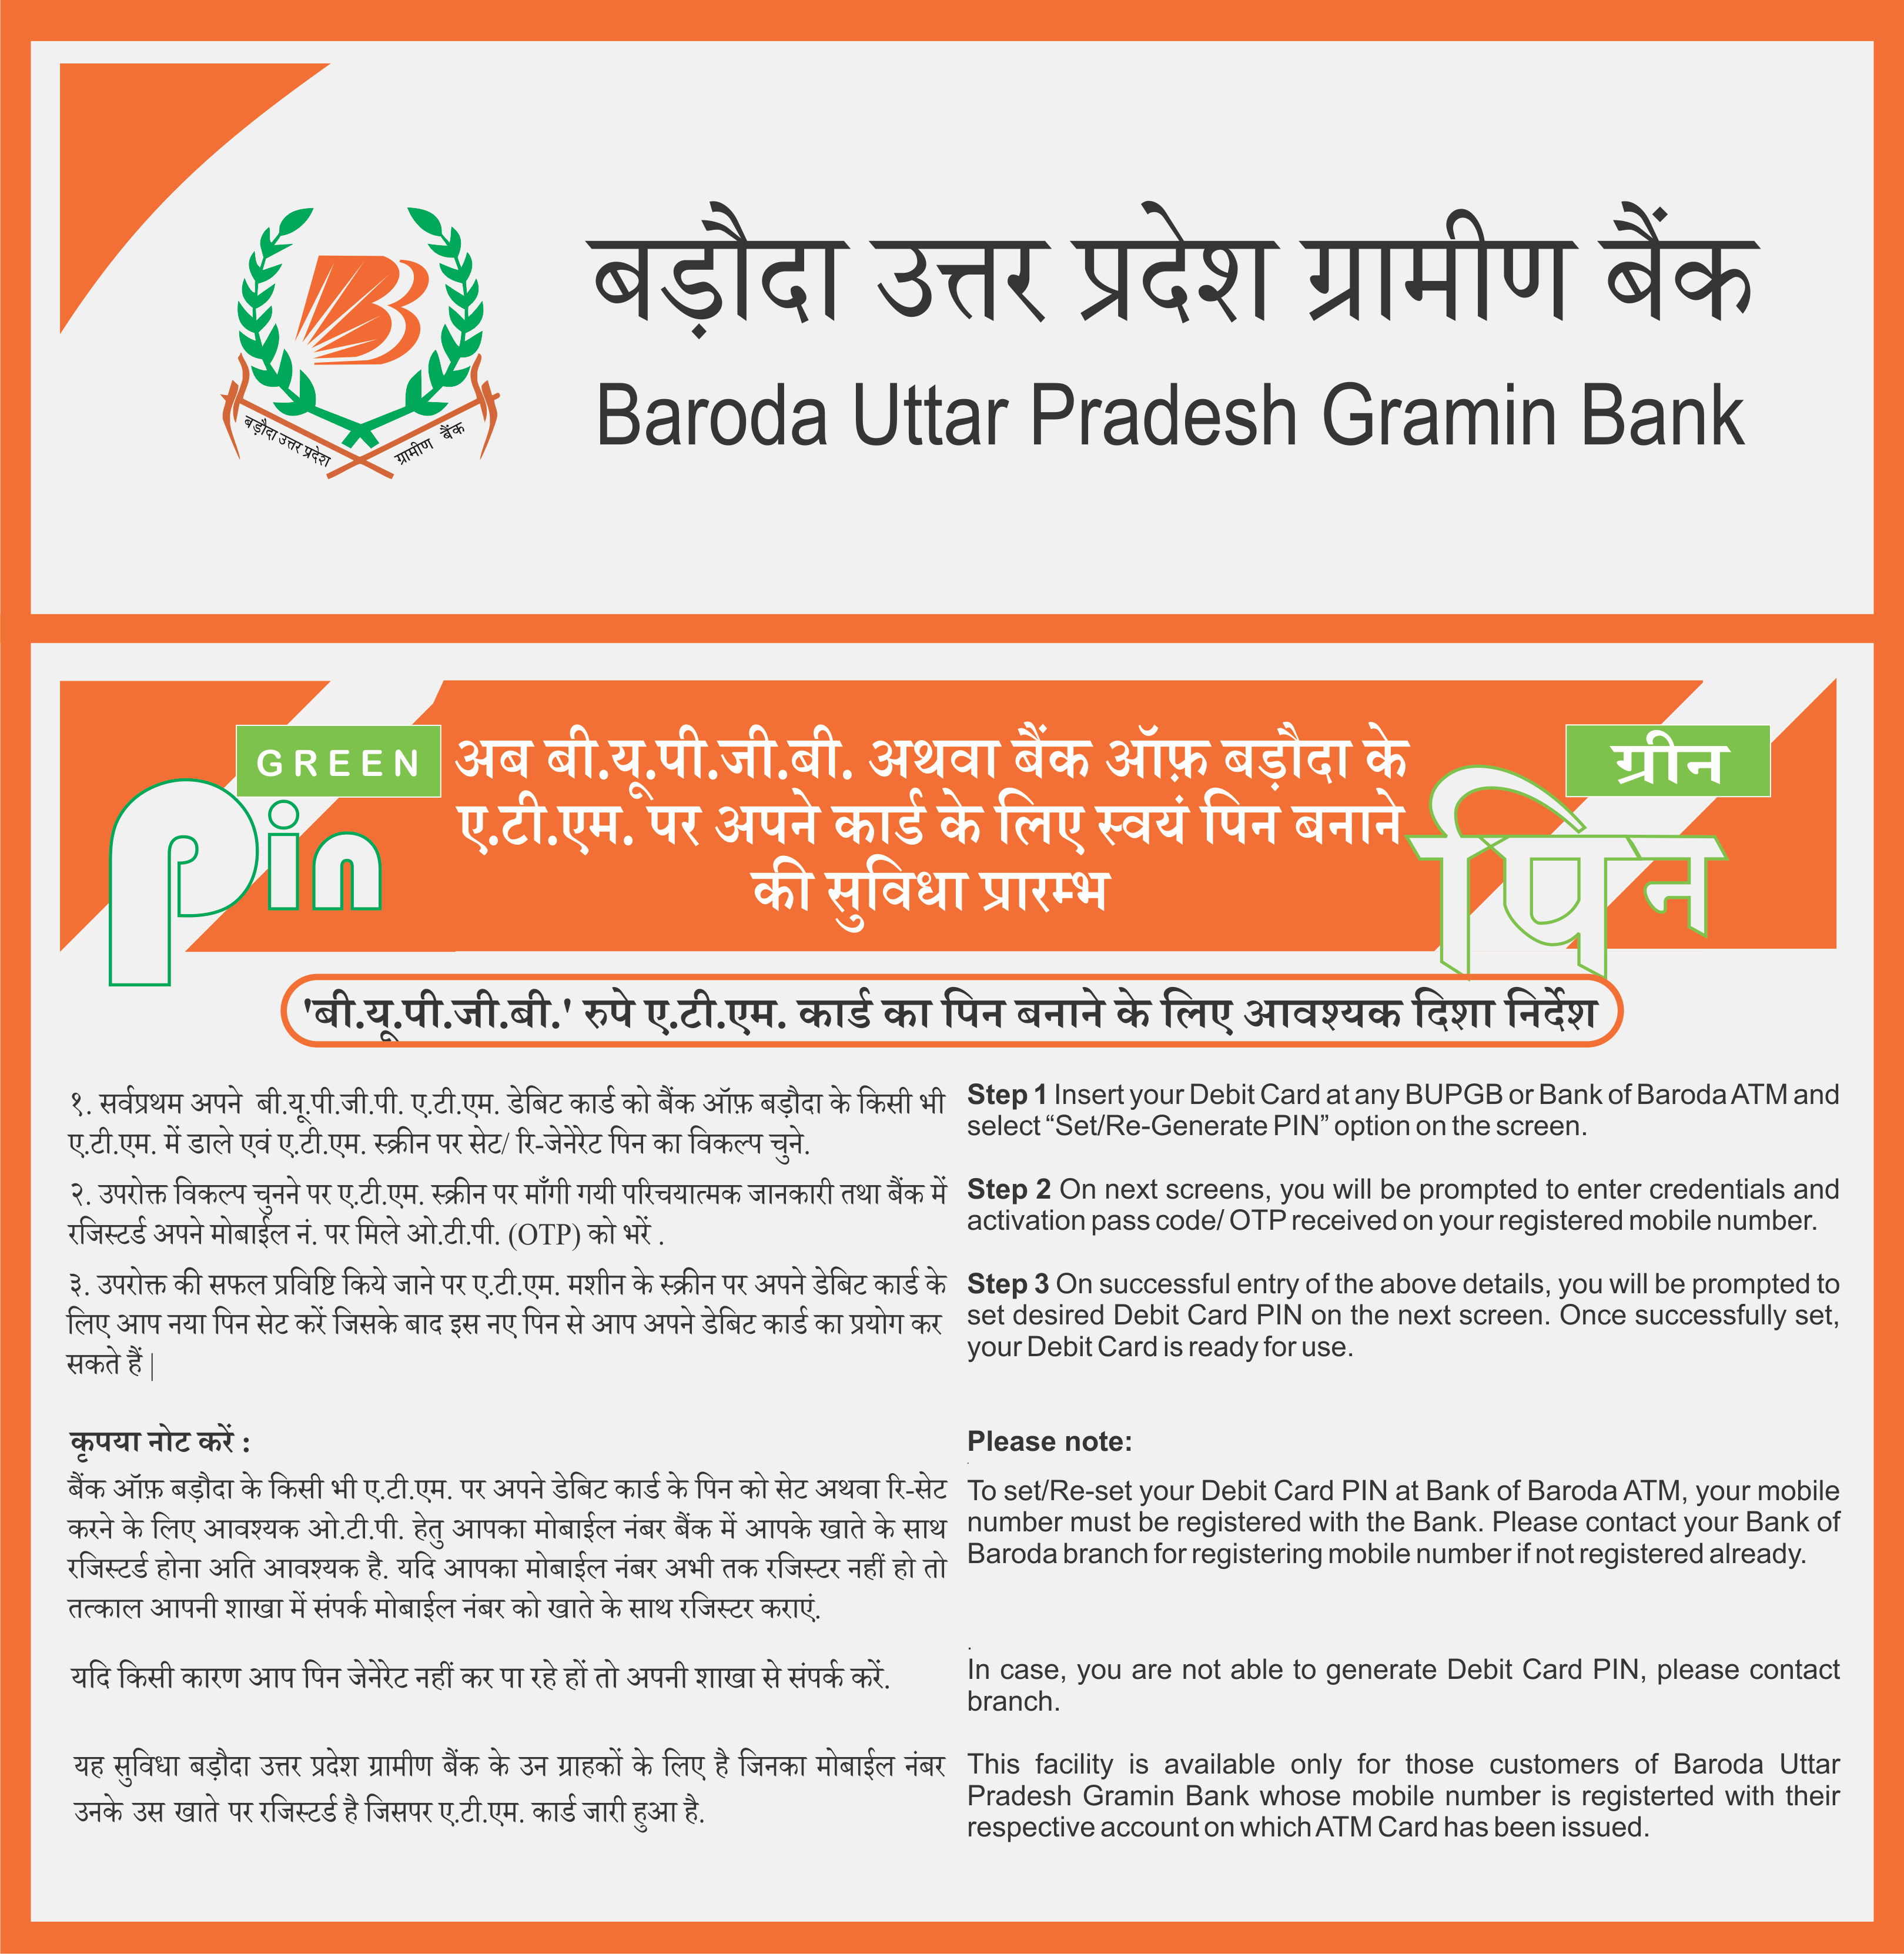 बड़ौदा उत्तर प्रदेश ग्रामीण बैंक
Baroda Uttar Pradesh Gramin Bank
बड़ौदा उत्तर प्रदेश ग्रामीण बैंक
GREEN
Pin
अब बी.यू.पी.जी.बी. अथवा बैंक ऑफ़ बड़ौदा के
ए.टी.एम. पर अपने कार्ड के लिए स्वयं पिन बनाने
की सुविधा प्रारम्भ
ग्रीन
पिन
'बी.यू.पी.जी.बी.' रुपे ए.टी.एम. कार्ड का पिन बनाने के लिए आवश्यक दिशा निर्देश
१. सर्वप्रथम अपने बी.यू.पी.जी.पी. ए.टी.एम. डेबिट कार्ड को बैंक ऑफ़ बड़ौदा के किसी भी
ए.टी.एम. में डाले एवं ए.टी.एम. स्क्रीन पर सेट/ रि-जेनेरेट पिन का विकल्प चुने.
२. उपरोक्त विकल्प चुनने पर ए.टी.एम. स्क्रीन पर माँगी गयी परिचयात्मक जानकारी तथा बैंक में
रजिस्टर्ड अपने मोबाईल नं. पर मिले ओ.टी.पी. (OTP) को भरें .
३. उपरोक्त की सफल प्रविष्टि किये जाने पर ए.टी.एम. मशीन के स्क्रीन पर अपने डेबिट कार्ड के
लिए आप नया पिन सेट करें जिसके बाद इस नए पिन से आप अपने डेबिट कार्ड का प्रयोग कर
सकते हैं |
कृपया नोट करें :
बैंक ऑफ़ बड़ौदा के किसी भी ए.टी.एम. पर अपने डेबिट कार्ड के पिन को सेट अथवा रि-सेट
करने के लिए आवश्यक ओ.टी.पी. हेतु आपका मोबाईल नंबर बैंक में आपके खाते के साथ
रजिस्टर्ड होना अति आवश्यक है. यदि आपका मोबाईल नंबर अभी तक रजिस्टर नहीं हो तो
तत्काल आपनी शाखा में संपर्क मोबाईल नंबर को खाते के साथ रजिस्टर कराएं.
यदि किसी कारण आप पिन जेनेरेट नहीं कर पा रहे हों तो अपनी शाखा से संपर्क करें.
यह सुविधा बड़ौदा उत्तर प्रदेश ग्रामीण बैंक के उन ग्राहकों के लिए है जिनका मोबाईल नंबर
उनके उस खाते पर रजिस्टर्ड है जिसपर ए.टी.एम. कार्ड जारी हुआ है.
Step 1 Insert your Debit Card at any BUPGB or Bank of Baroda ATM and
select “Set/Re-Generate PIN” option on the screen.
Step 2 On next screens, you will be prompted to enter credentials and
activation pass code/ OTP received on your registered mobile number.
Step 3 On successful entry of the above details, you will be prompted to
set desired Debit Card PIN on the next screen. Once successfully set,
your Debit Card is ready for use.
Please note:
To set/Re-set your Debit Card PIN at Bank of Baroda ATM, your mobile
number must be registered with the Bank. Please contact your Bank of
Baroda branch for registering mobile number if not registered already.
In case, you are not able to generate Debit Card PIN, please contact
branch.
This facility is available only for those customers of Baroda Uttar
Pradesh Gramin Bank whose mobile number is registerted with their
respective account on which ATM Card has been issued.